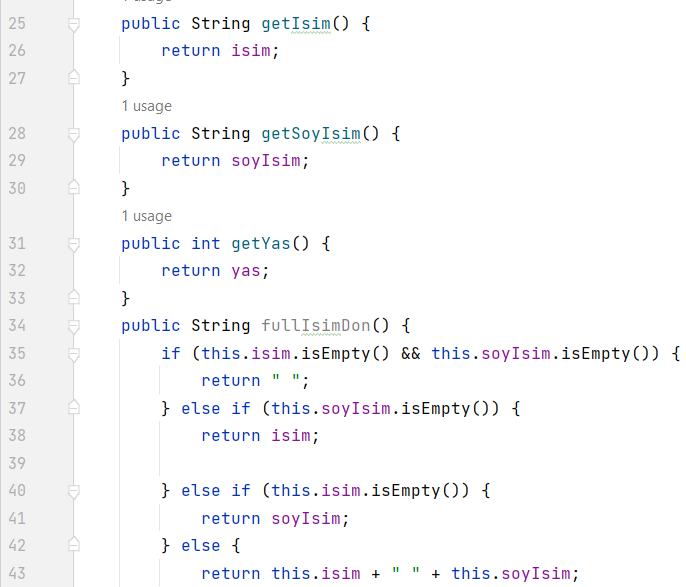 usage
25 public String getIsim() {
26 return isim;
27 }
1 usage
28 public String getSoyIsim() {
29 return soyIsim;
30 }
1 usage
31 public int getYas() {
32 return yas;
33 }
34 public String fullIsimDon() {
35 if (this.isim.isEmpty() && this.soyIsim.isEmpty()) {
36 return " ";
37 } else if (this.soyIsim.isEmpty()) {
38 return isim;
39
40 } else if (this.isim.isEmpty()) {
41 return soyIsim;
42 } else {
43 return this.isim + " " + this.soyIsim;